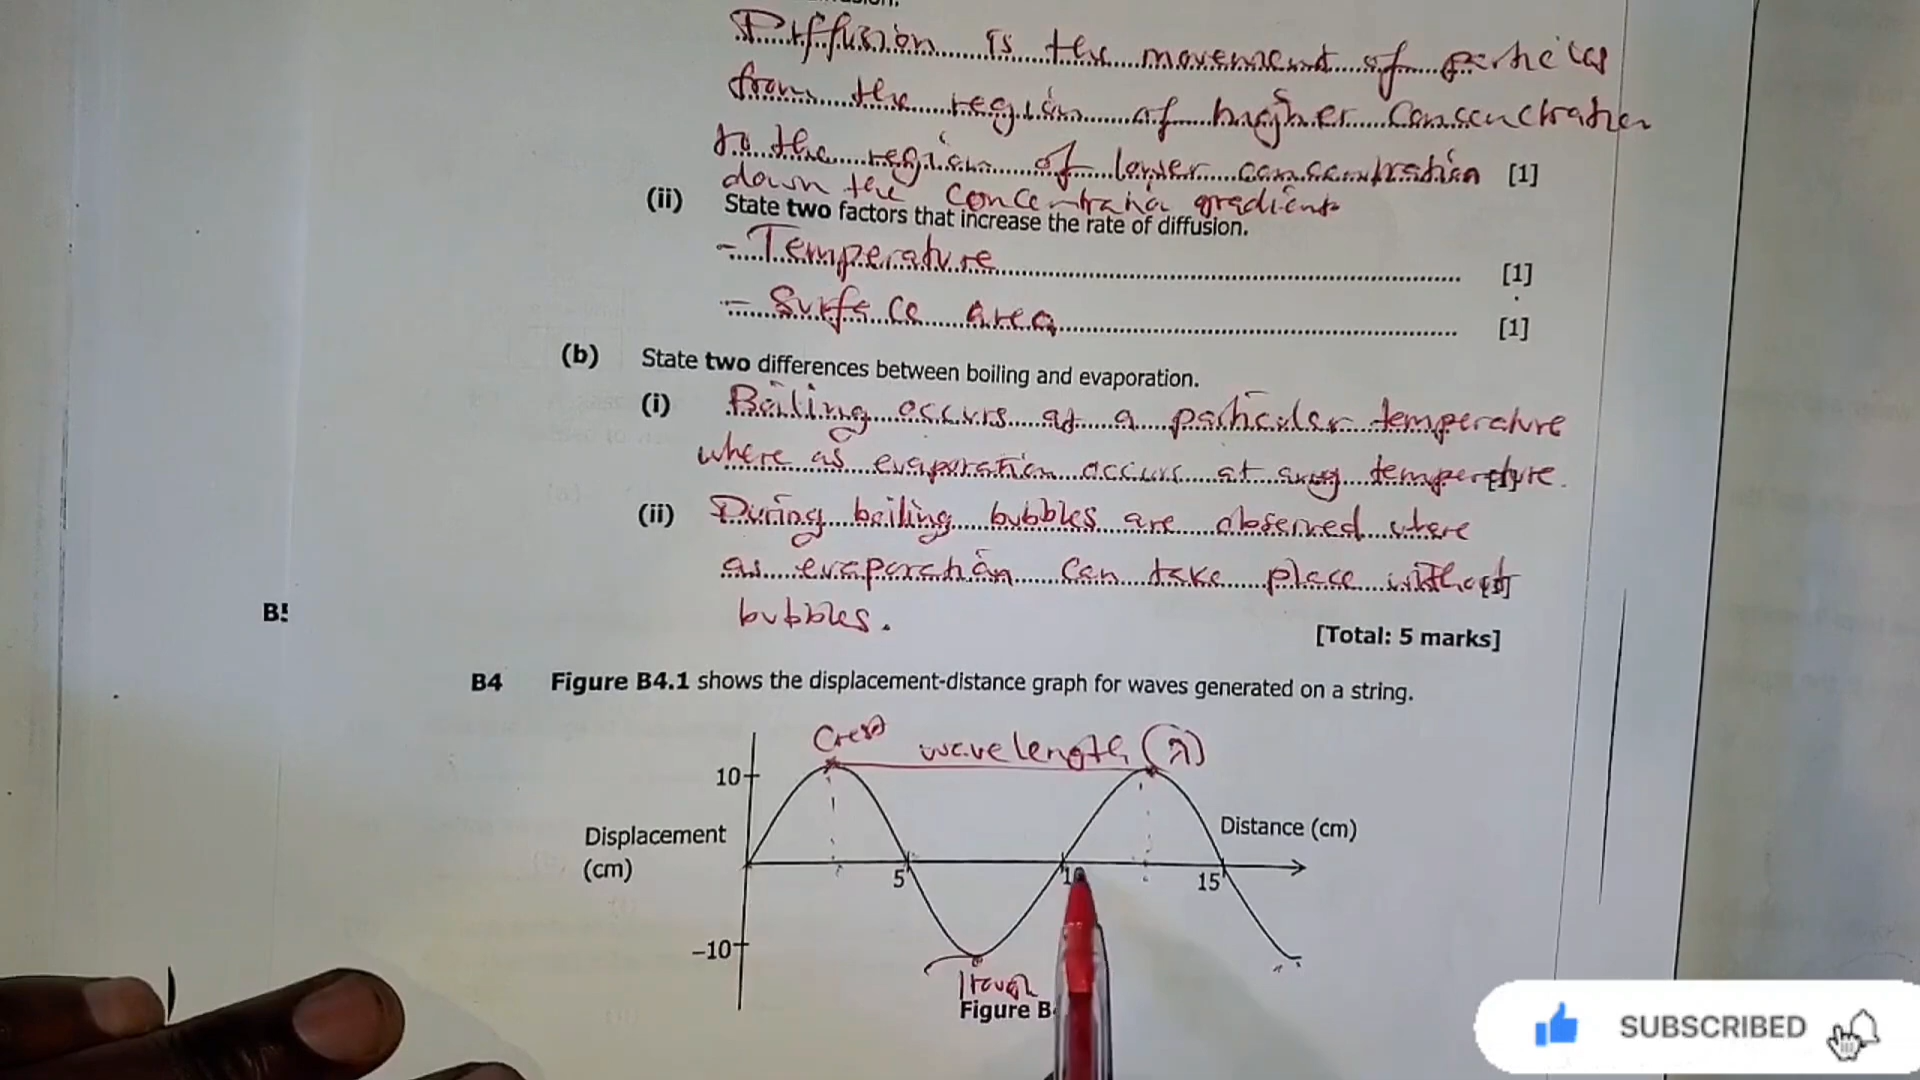 Diffusion is the movement of particles
from the region of higher Consenctration
to the region of lower consentration [1]
down the concentration gradient
(ii) State two factors that increase the rate of diffusion.
- Temperature [1]
- Surface area [1]
(b) State two differences between boiling and evaporation.
(i) Boiling occurs at a particular temperature
where as evaporation occurs at any temperature.
(ii) During boiling bubbles are observed where
as evaporation can take place without
bubbles.
B5
[Total: 5 marks]
B4 Figure B4.1 shows the displacement-distance graph for waves generated on a string.
Crest wavelength (λ)
10
Displacement
(cm)
Distance (cm)
5 10 15
–10
Trough
Figure B
SUBSCRIBED